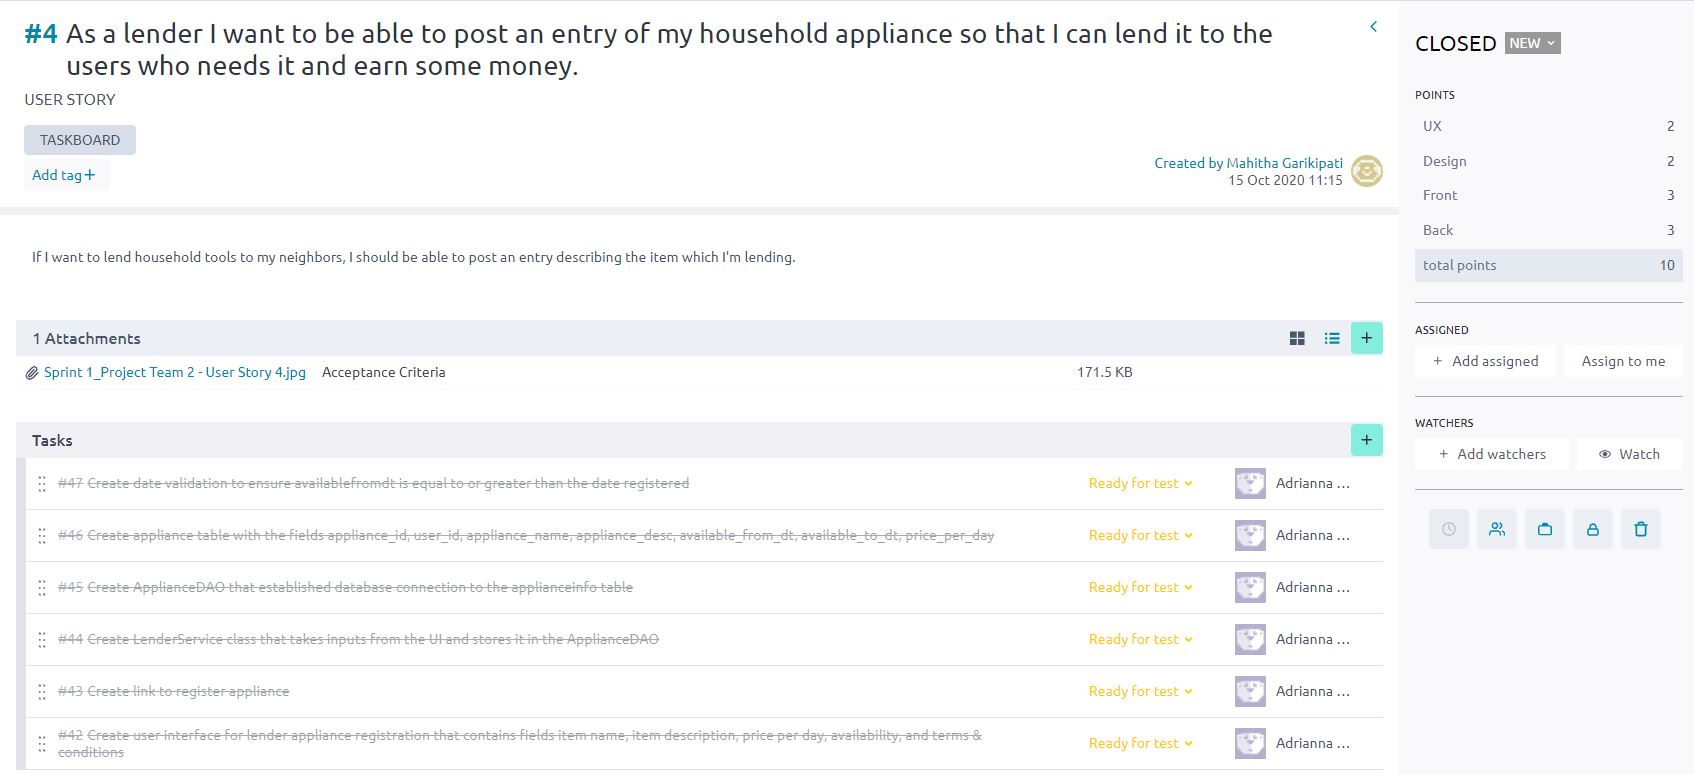 #4 As a lender I want to be able to post an entry of my household appliance so that I can lend it to the
users who needs it and earn some money.
USER STORY
TASKBOARD
Add tag+
Created by Mahitha Garikipati
15 Oct 2020 11:15
If I want to lend household tools to my neighbors, I should be able to post an entry describing the item which I'm lending.
1 Attachments
+
Sprint 1_Project Team 2 - User Story 4.jpg Acceptance Criteria 171.5 KB
Tasks
+
#47 Create date validation to ensure availablefromdt is equal to or greater than the date registered Ready for test Adrianna ...
#46 Create appliance table with the fields appliance_id, user_id, appliance_name, appliance_desc, available_from_dt, available_to_dt, price_per_day Ready for test Adrianna ...
#45 Create ApplianceDAO that established database connection to the applianceinfo table Ready for test Adrianna ...
#44 Create LenderService class that takes inputs from the UI and stores it in the ApplianceDAO Ready for test Adrianna ...
#43 Create link to register appliance Ready for test Adrianna ...
#42 Create user interface for lender appliance registration that contains fields item name, item description, price per day, availability, and terms &
conditions
Ready for test Adrianna ...
CLOSED NEW
POINTS
UX 2
Design 2
Front 3
Back 3
total points 10
ASSIGNED
+ Add assigned Assign to me
WATCHERS
+ Add watchers Watch